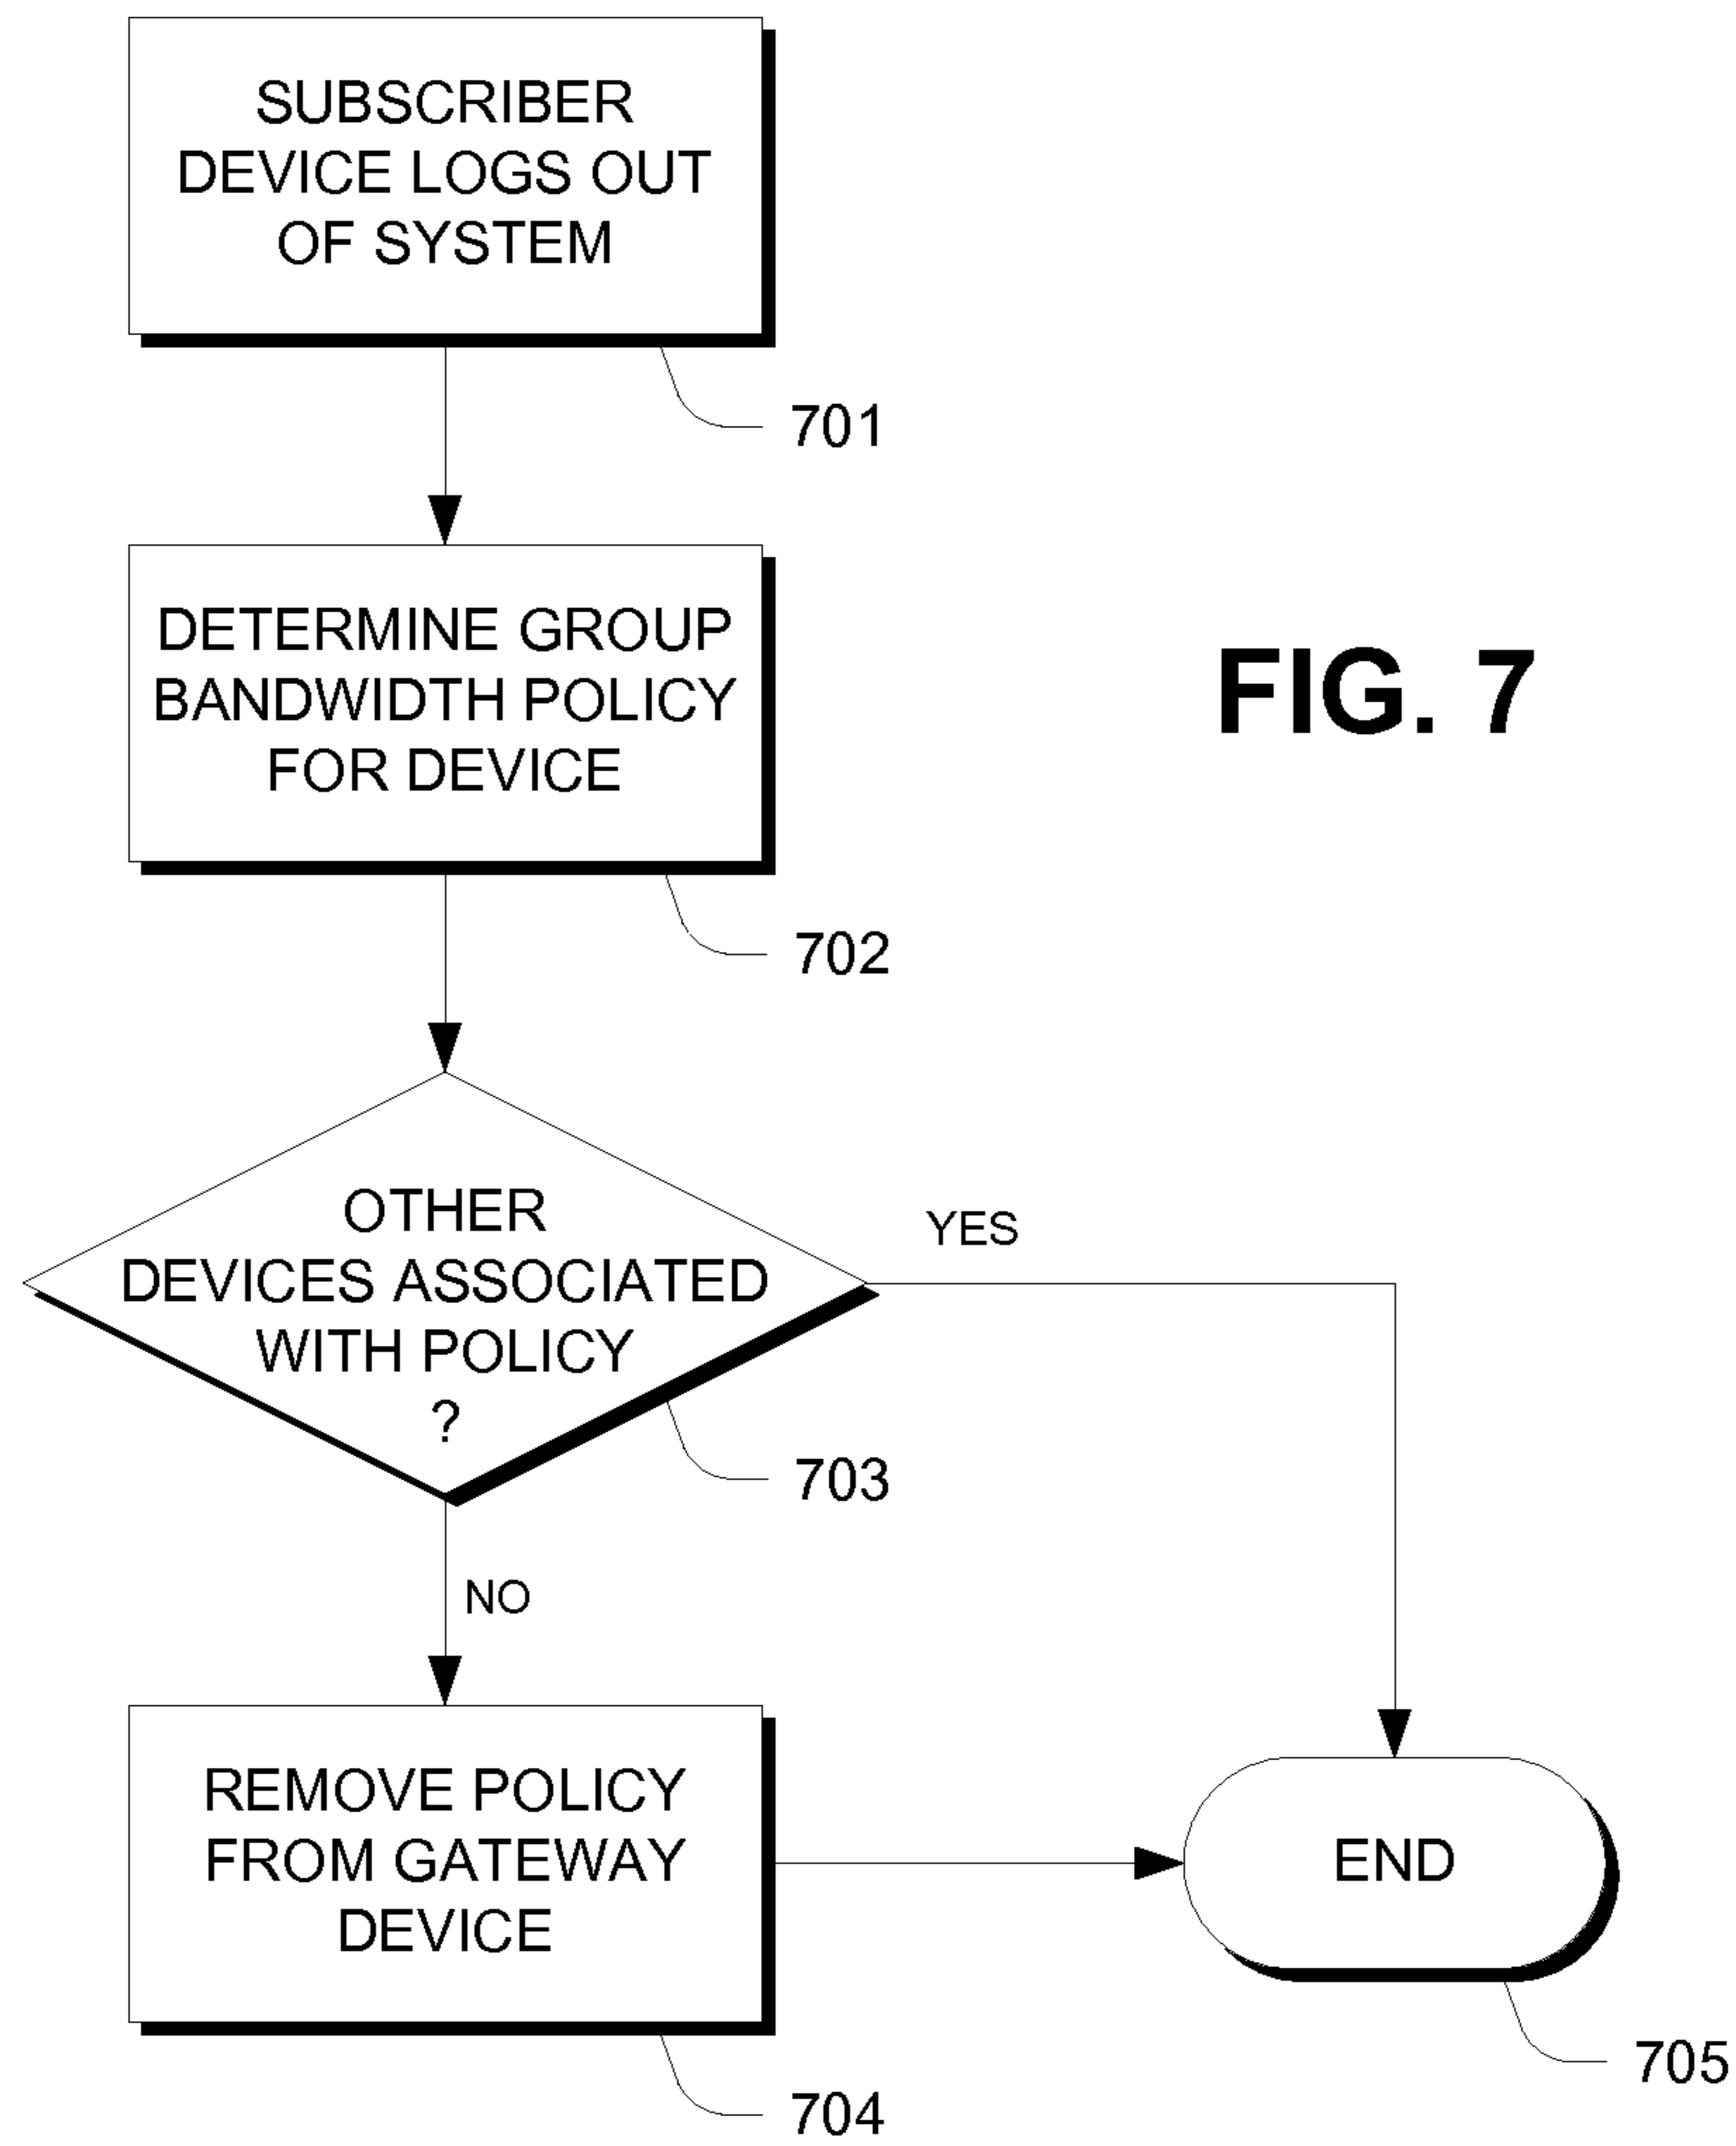 SUBSCRIBER
DEVICE LOGS OUT
OF SYSTEM
701
DETERMINE GROUP
BANDWIDTH POLICY
FOR DEVICE
702
FIG. 7
OTHER
DEVICES ASSOCIATED
WITH POLICY
?
703
YES
NO
REMOVE POLICY
FROM GATEWAY
DEVICE
704
END
705